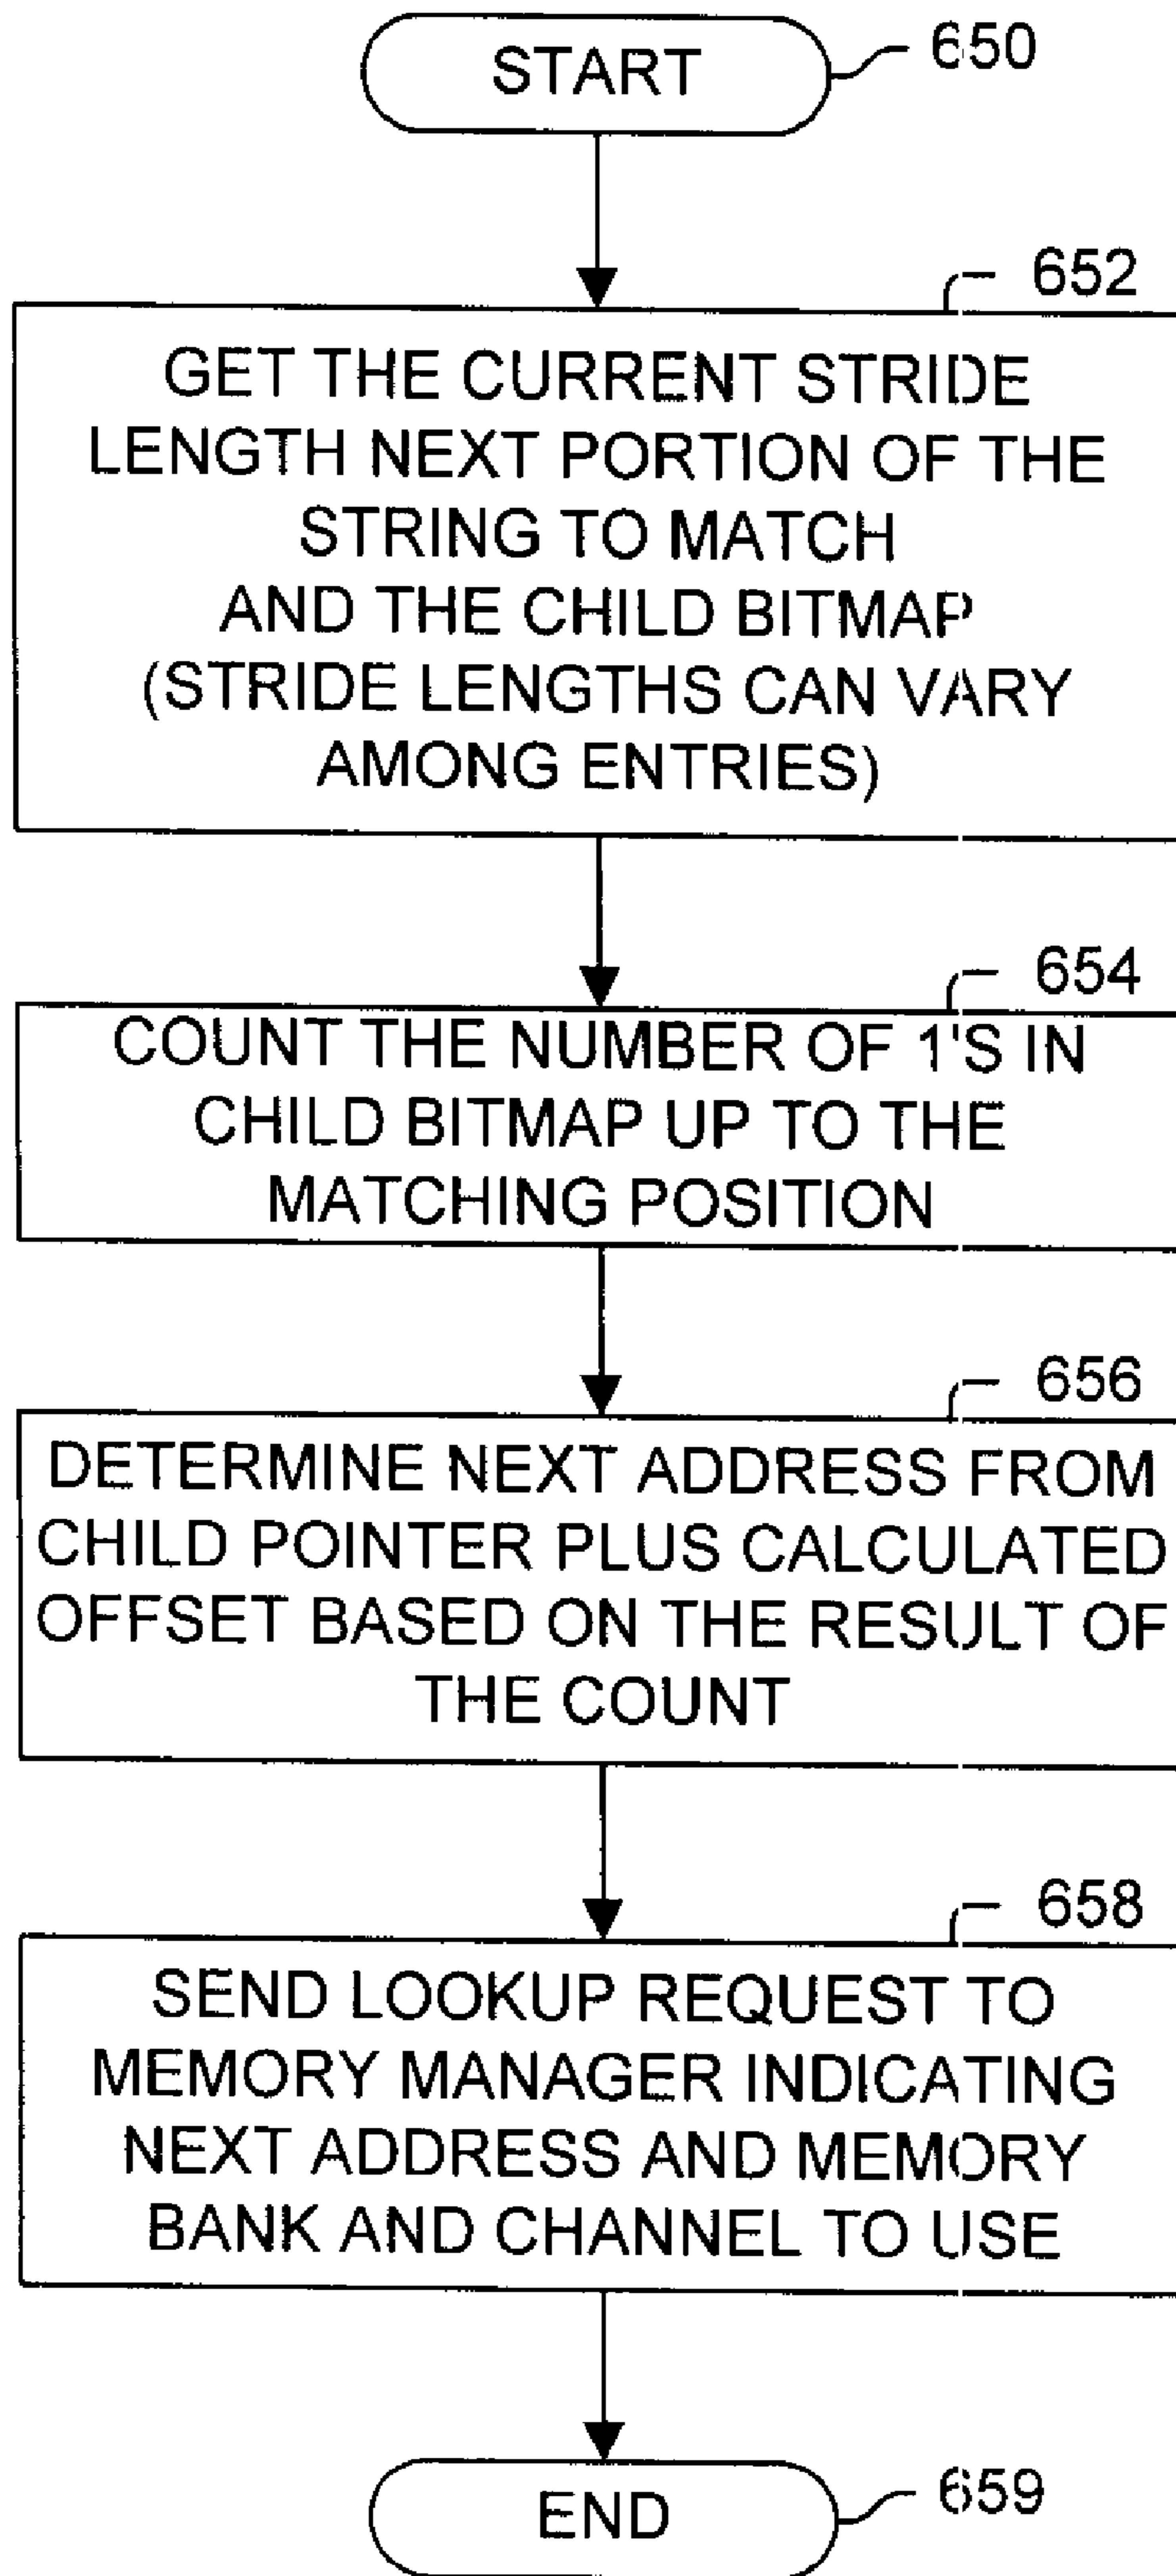 START
650
652
GET THE CURRENT STRIDE
LENGTH NEXT PORTION OF THE
STRING TO MATCH
AND THE CHILD BITMAP
(STRIDE LENGTHS CAN VARY
AMONG ENTRIES)
654
COUNT THE NUMBER OF 1'S IN
CHILD BITMAP UP TO THE
MATCHING POSITION
656
DETERMINE NEXT ADDRESS FROM
CHILD POINTER PLUS CALCULATED
OFFSET BASED ON THE RESULT OF
THE COUNT
658
SEND LOOKUP REQUEST TO
MEMORY MANAGER INDICATING
NEXT ADDRESS AND MEMORY
BANK AND CHANNEL TO USE
END
659